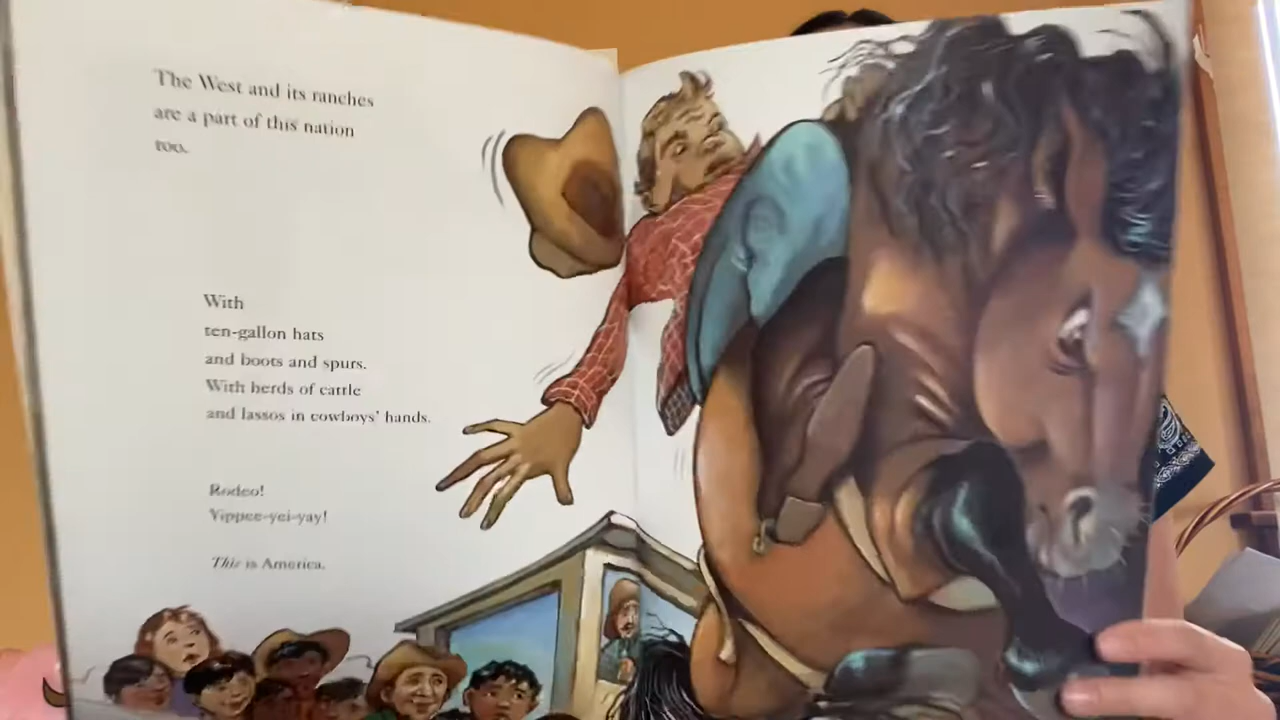 The West and its ranches
are a part of this nation
too.
With
ten-gallon hats
and boots and spurs.
With herds of cattle
and lassos in cowboys' hands.
Rodeo!
Yippee-yei-yay!
This is America.